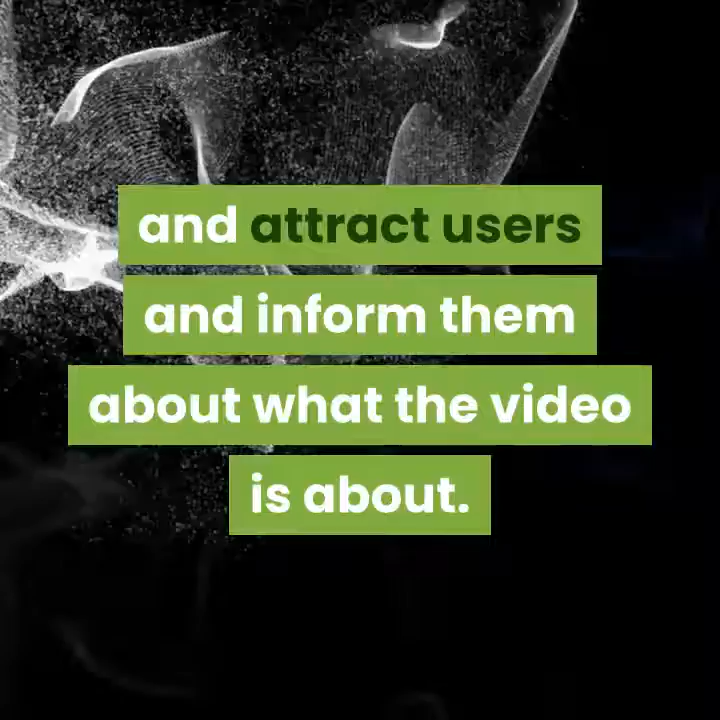 and attract users
and inform them
about what the video
is about.